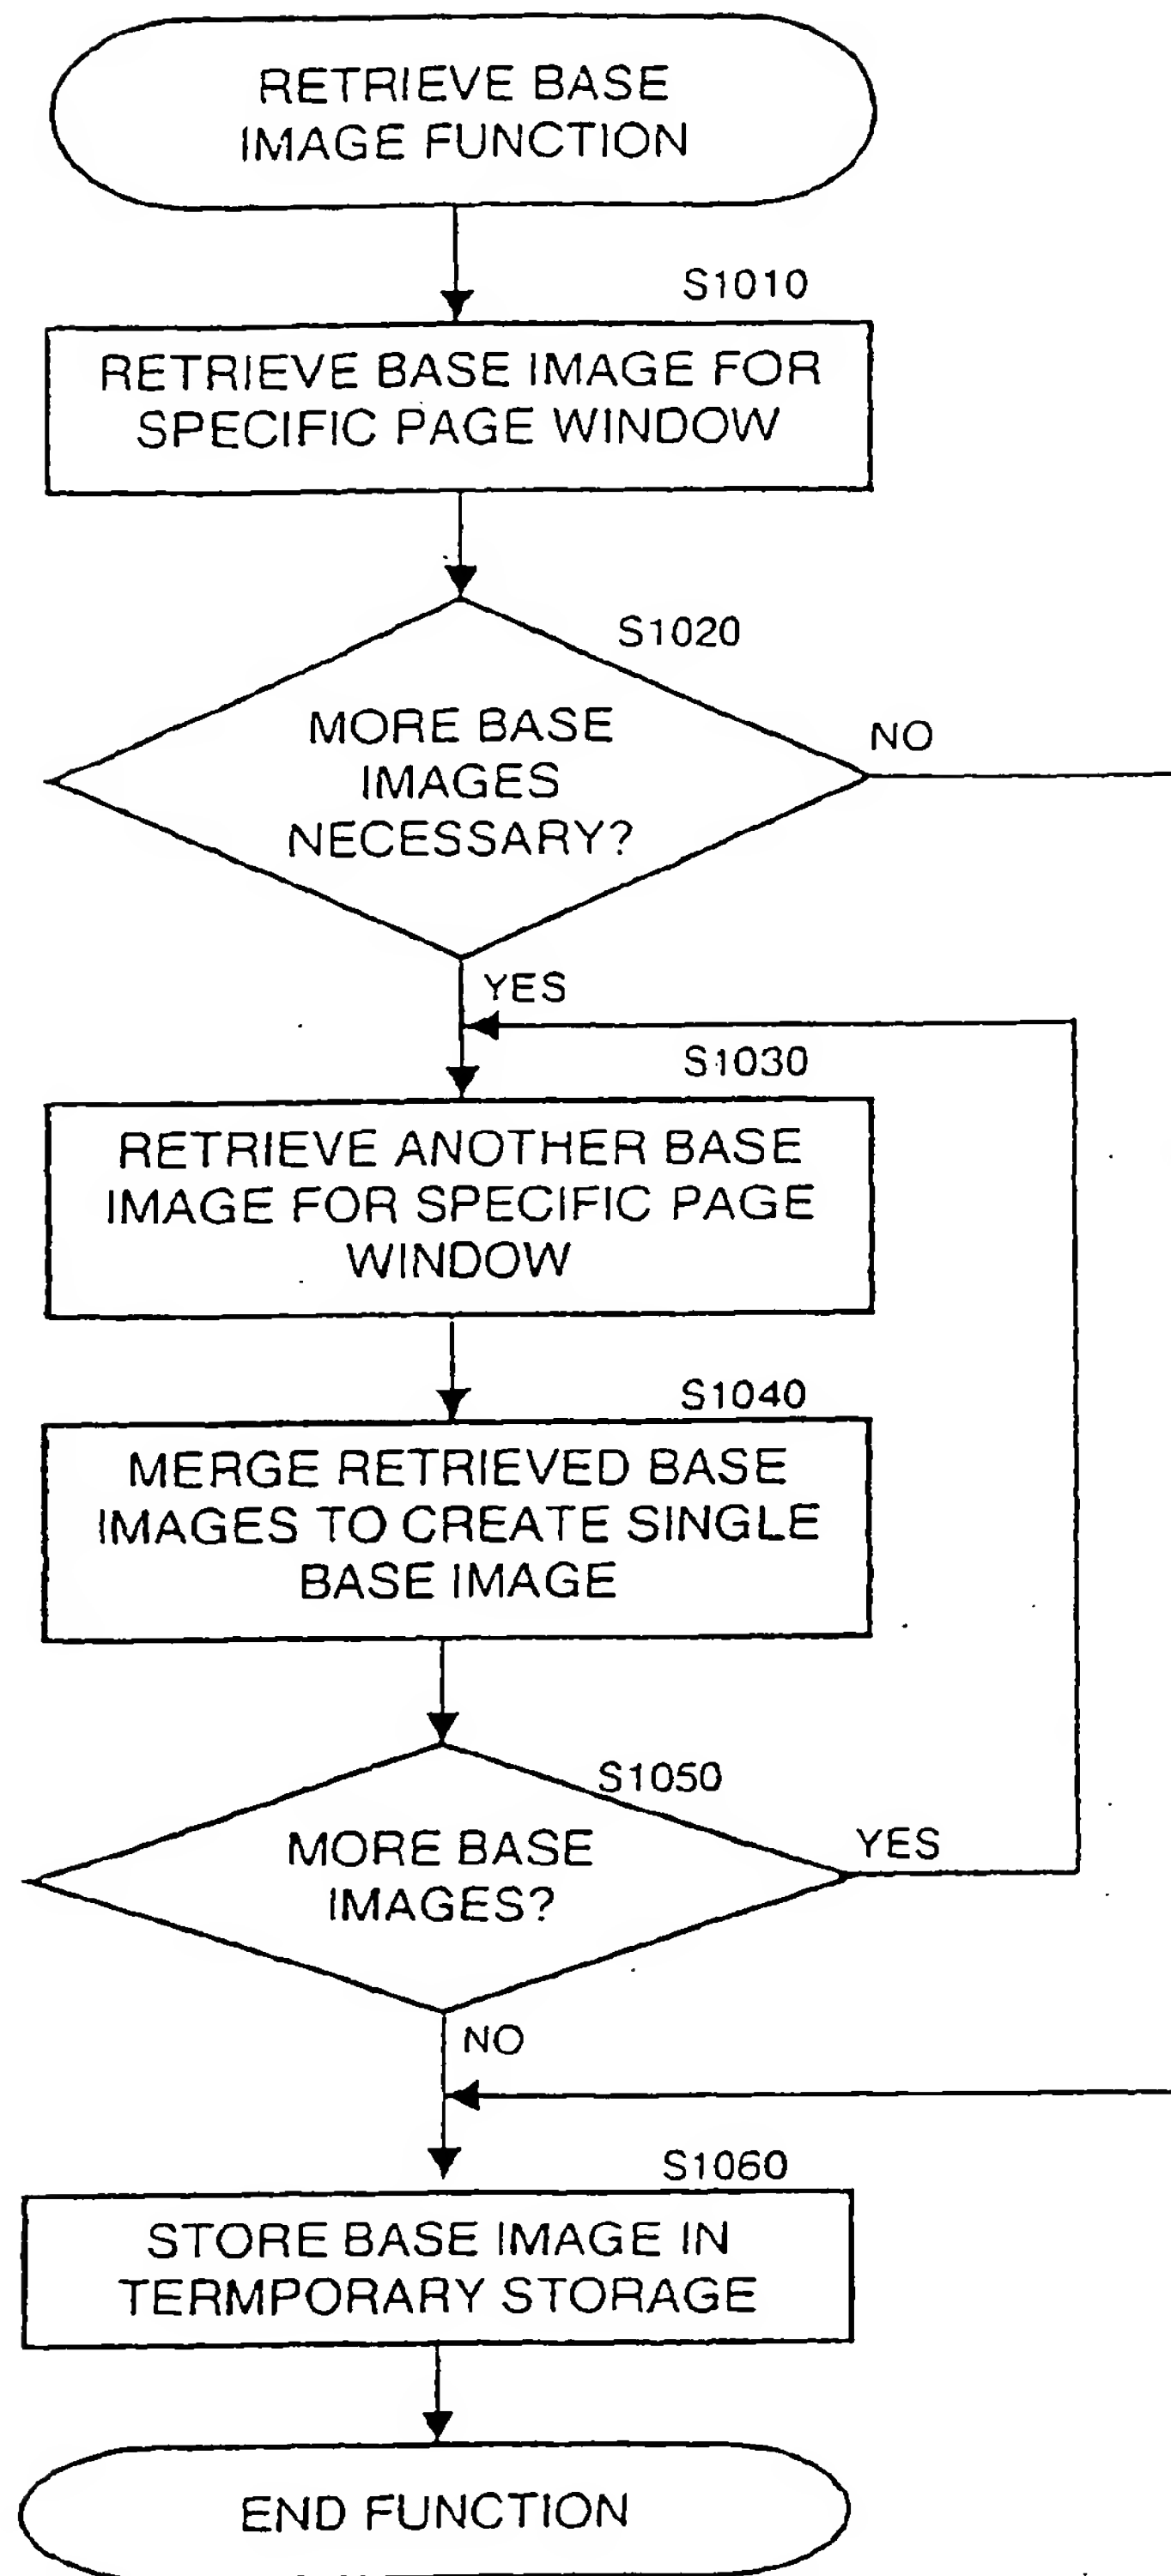 RETRIEVE BASE
IMAGE FUNCTION
S1010
RETRIEVE BASE IMAGE FOR
SPECIFIC PAGE WINDOW
S1020
MORE BASE
IMAGES
NECESSARY?
NO
YES
S1030
RETRIEVE ANOTHER BASE
IMAGE FOR SPECIFIC PAGE
WINDOW
S1040
MERGE RETRIEVED BASE
IMAGES TO CREATE SINGLE
BASE IMAGE
S1050
MORE BASE
IMAGES?
YES
NO
S1060
STORE BASE IMAGE IN
TERMPORARY STORAGE
END FUNCTION